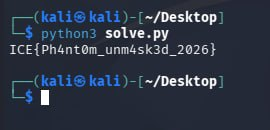 ┌──(kali㉿kali)-[~/Desktop]
└─$ python3 solve.py
ICE{Ph4nt0m_unm4sk3d_2026}
┌──(kali㉿kali)-[~/Desktop]
└─$